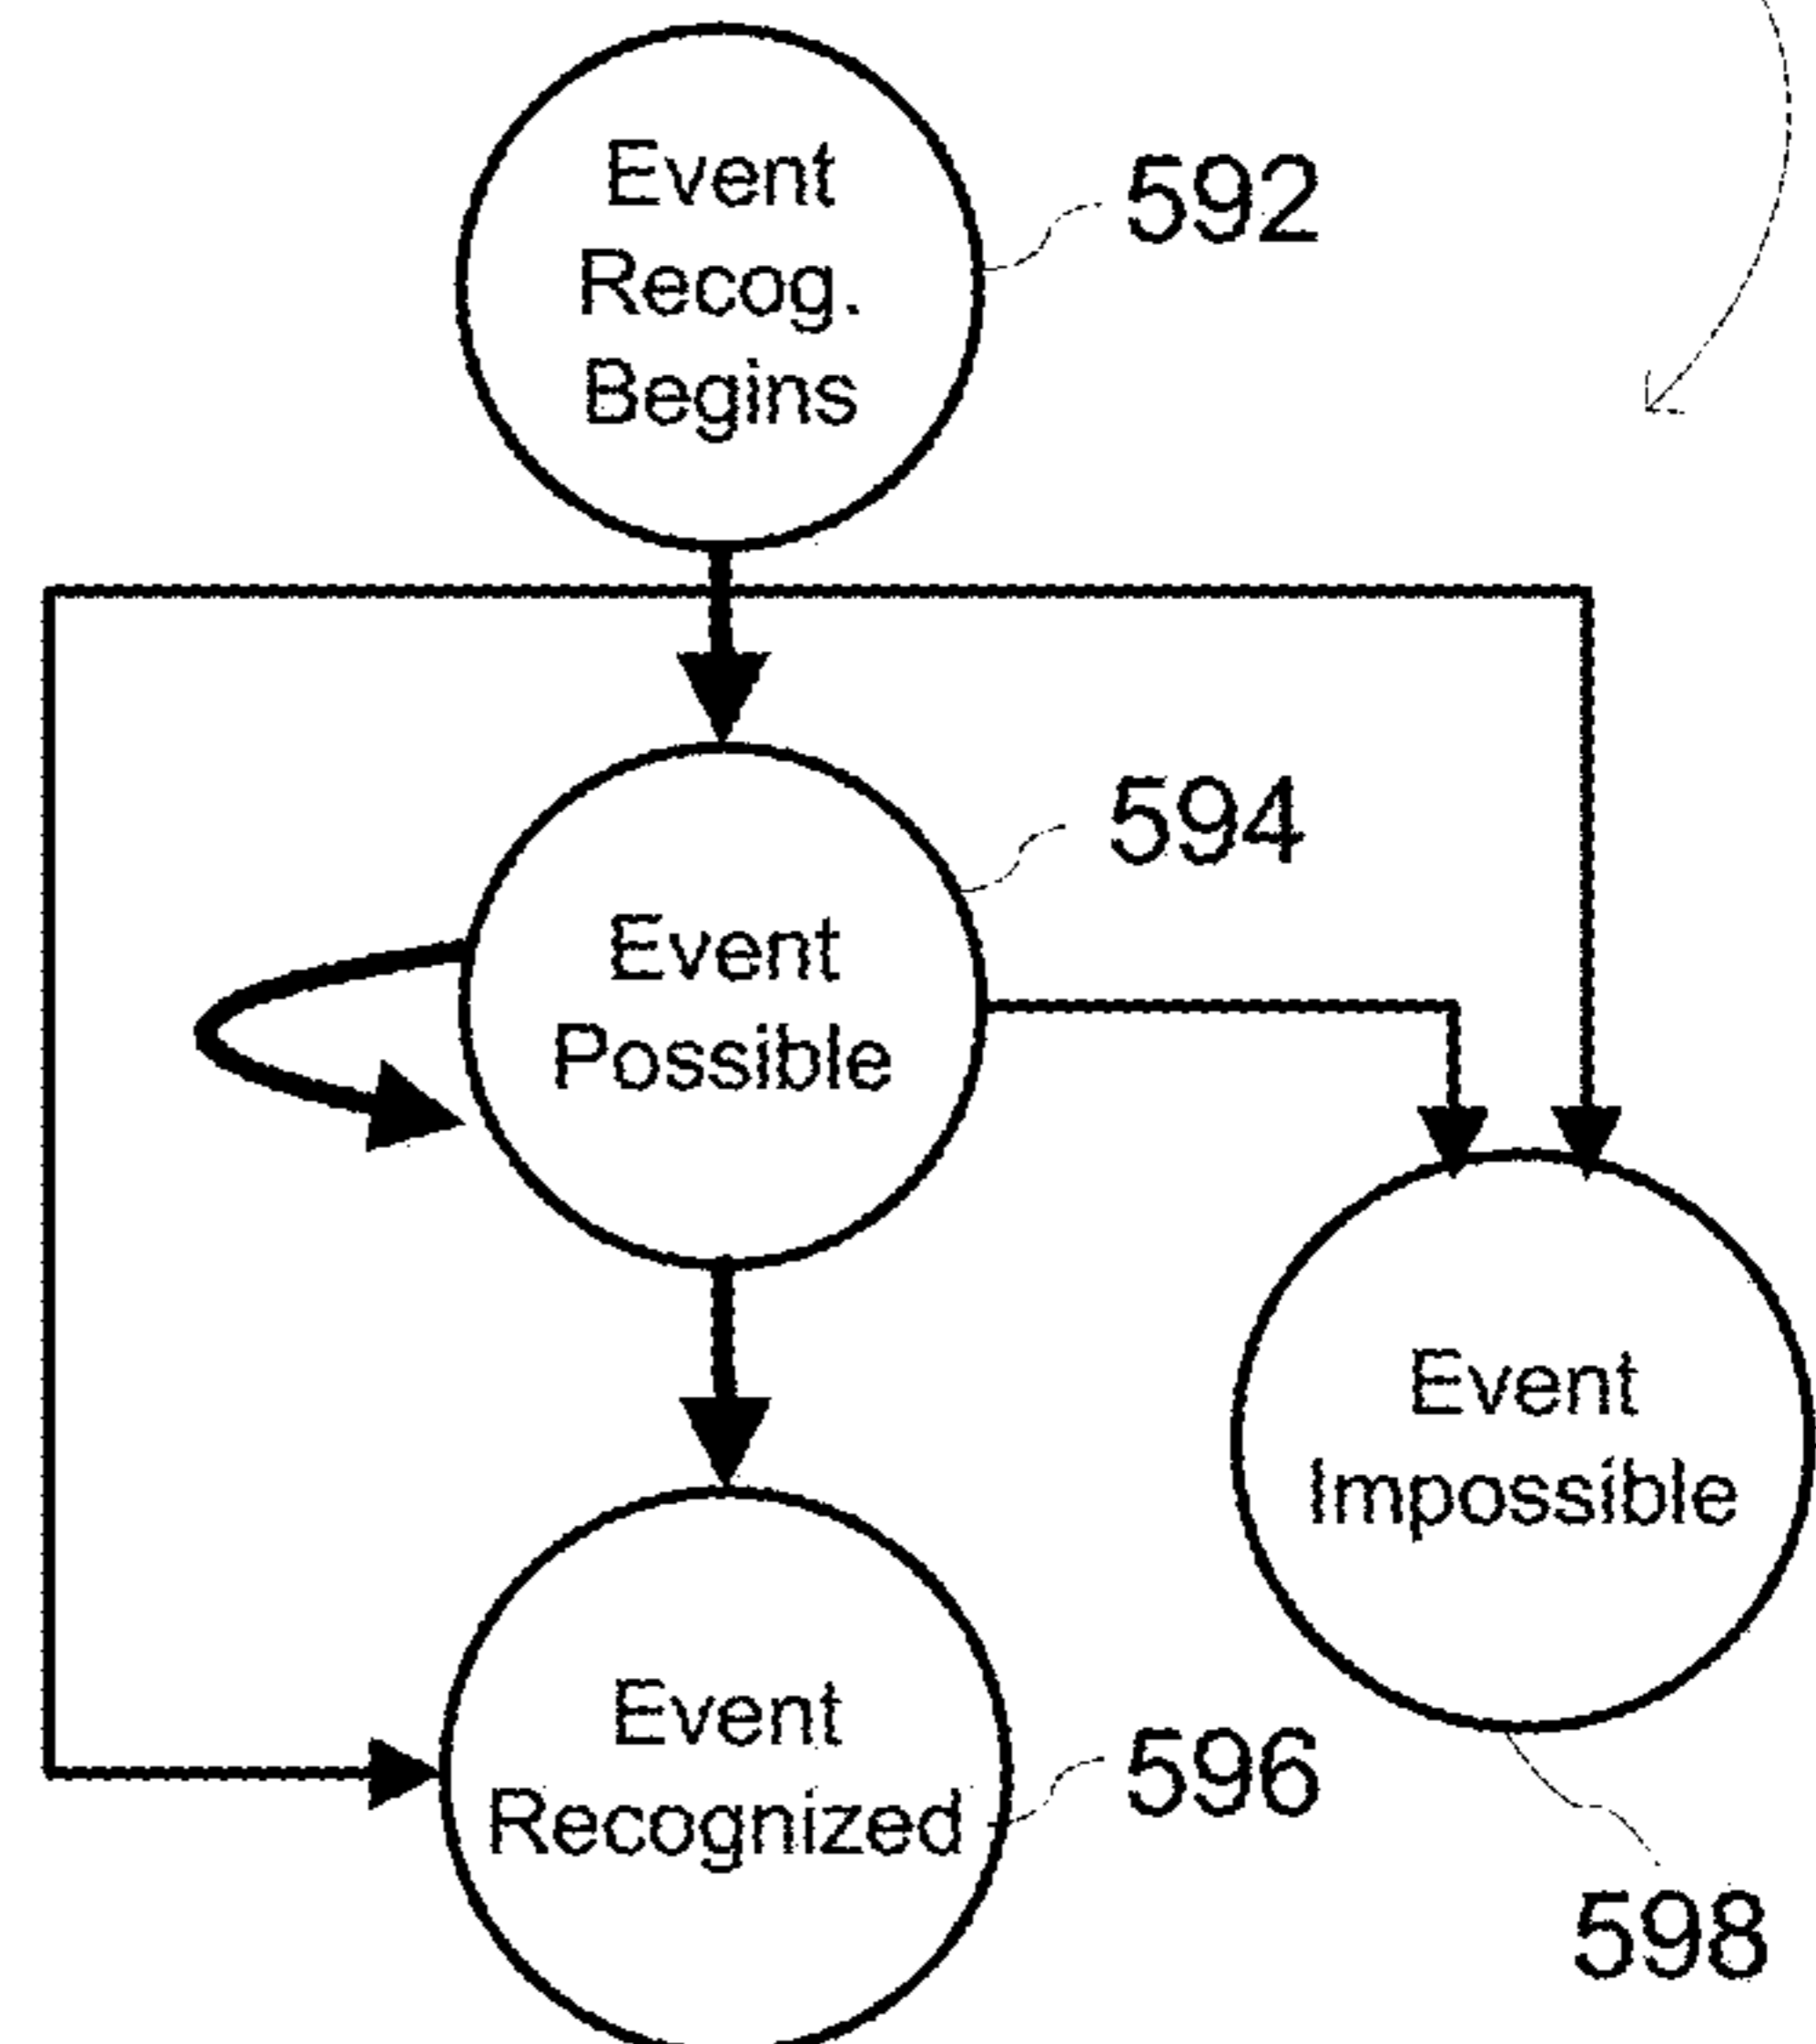 Event
Recog.
Begins
592
594
Event
Possible
Event
Impossible
Event
Recognized
596
598